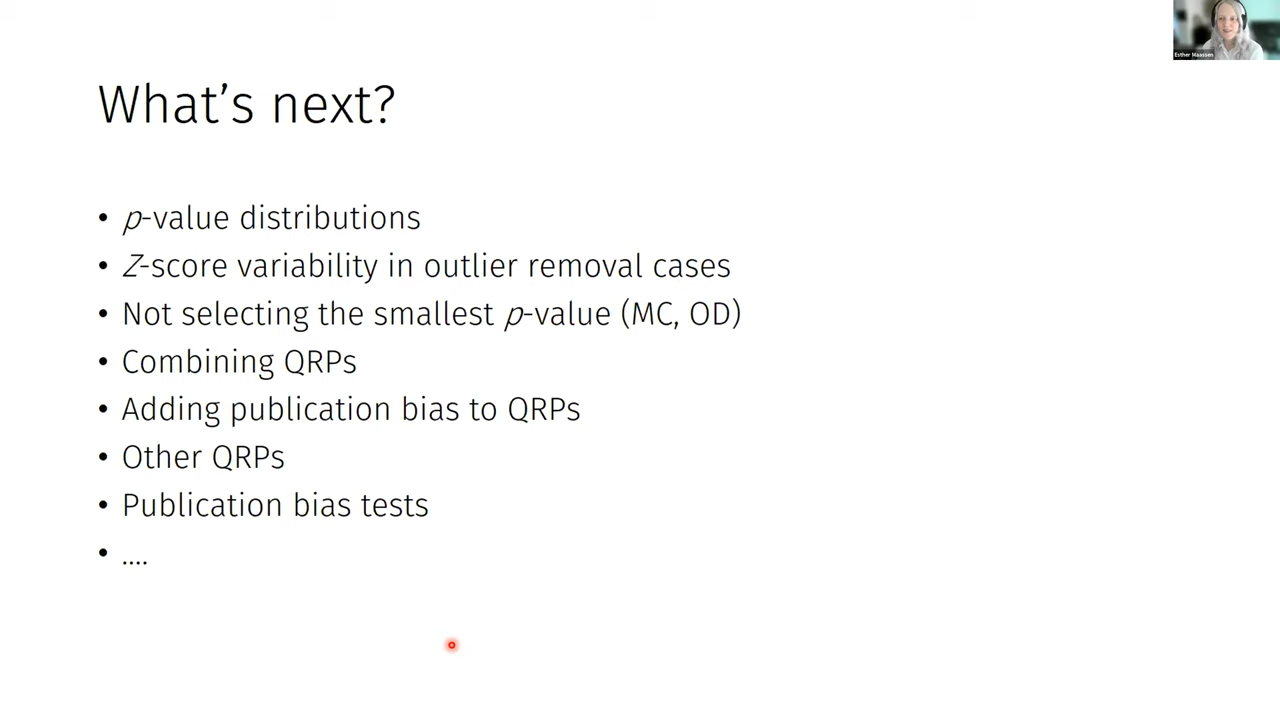 Esther Maassen
What's next?
• p-value distributions
• Z-score variability in outlier removal cases
• Not selecting the smallest p-value (MC, OD)
• Combining QRPs
• Adding publication bias to QRPs
• Other QRPs
• Publication bias tests
• ....